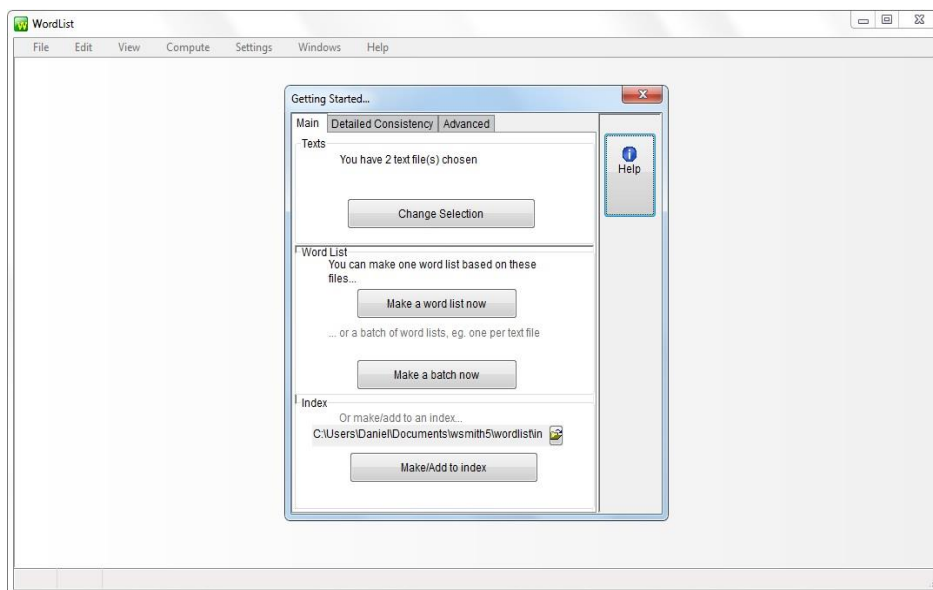 WordList
File Edit View Compute Settings Windows Help
Getting Started...
Main Detailed Consistency Advanced
Texts
You have 2 text file(s) chosen
Help
Change Selection
Word List
You can make one word list based on these
files...
Make a word list now
... or a batch of word lists, eg. one per text file
Make a batch now
Index
Or make/add to an index...
C:\Users\Daniel\Documents\wsmith5\wordlist\in
Make/Add to index